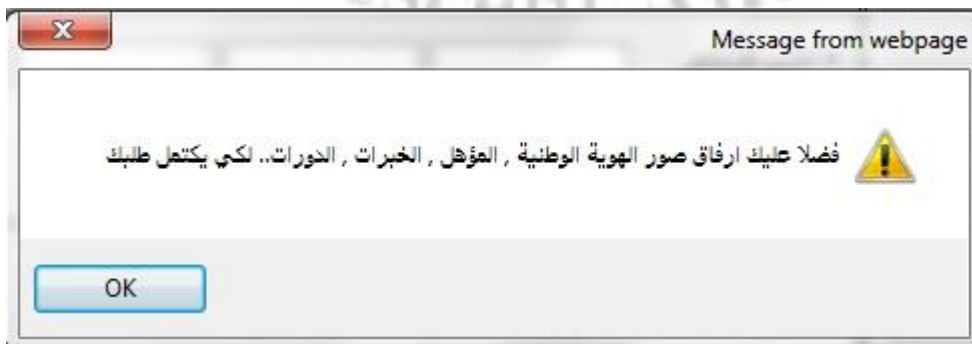 Message from webpage
فضلا عليك ارفاق صور الهوية الوطنية , المؤهل , الخبرات , الدورات.. لكي يكتمل طلبك
OK